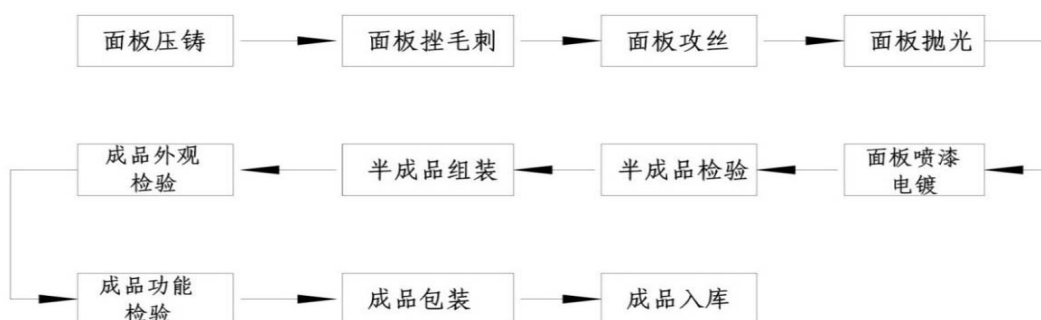 面板压铸
面板挫毛刺
面板攻丝
面板抛光
面板喷漆
电镀
半成品检验
半成品组装
成品外观
检验
成品功能
检验
成品包装
成品入库